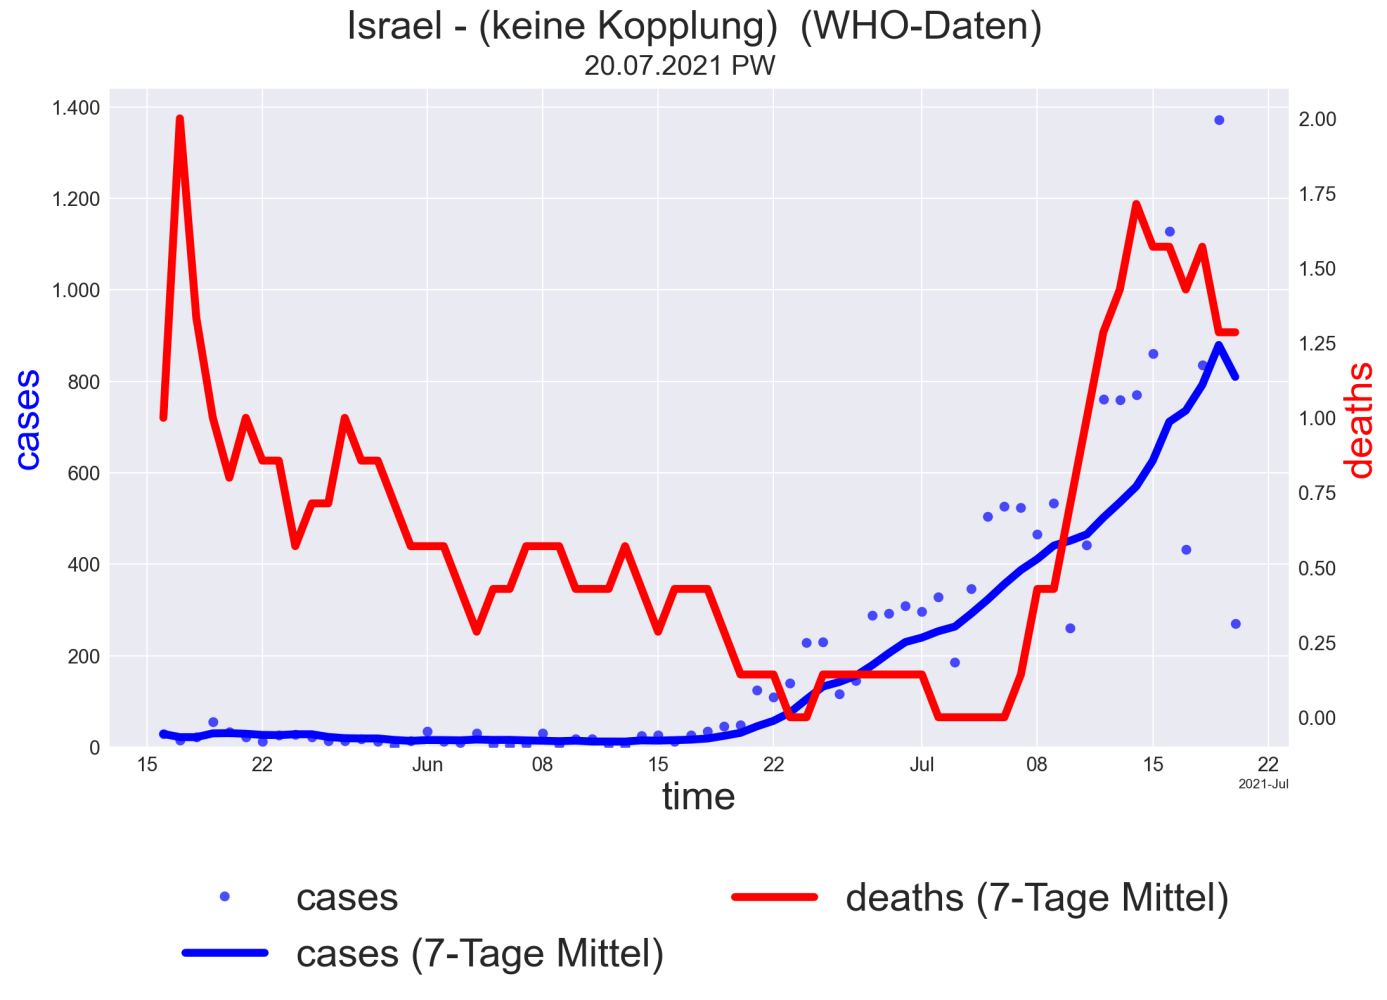 Israel - (keine Kopplung)  (WHO-Daten)
20.07.2021 PW
1.400
1.200
1.000
800
600
400
200
0
cases
2.00
1.75
1.50
1.25
1.00
0.75
0.50
0.25
0.00
deaths
15 22 Jun 08 15 22 Jul 08 15 22
2021-Jul
time
cases
deaths (7-Tage Mittel)
cases (7-Tage Mittel)